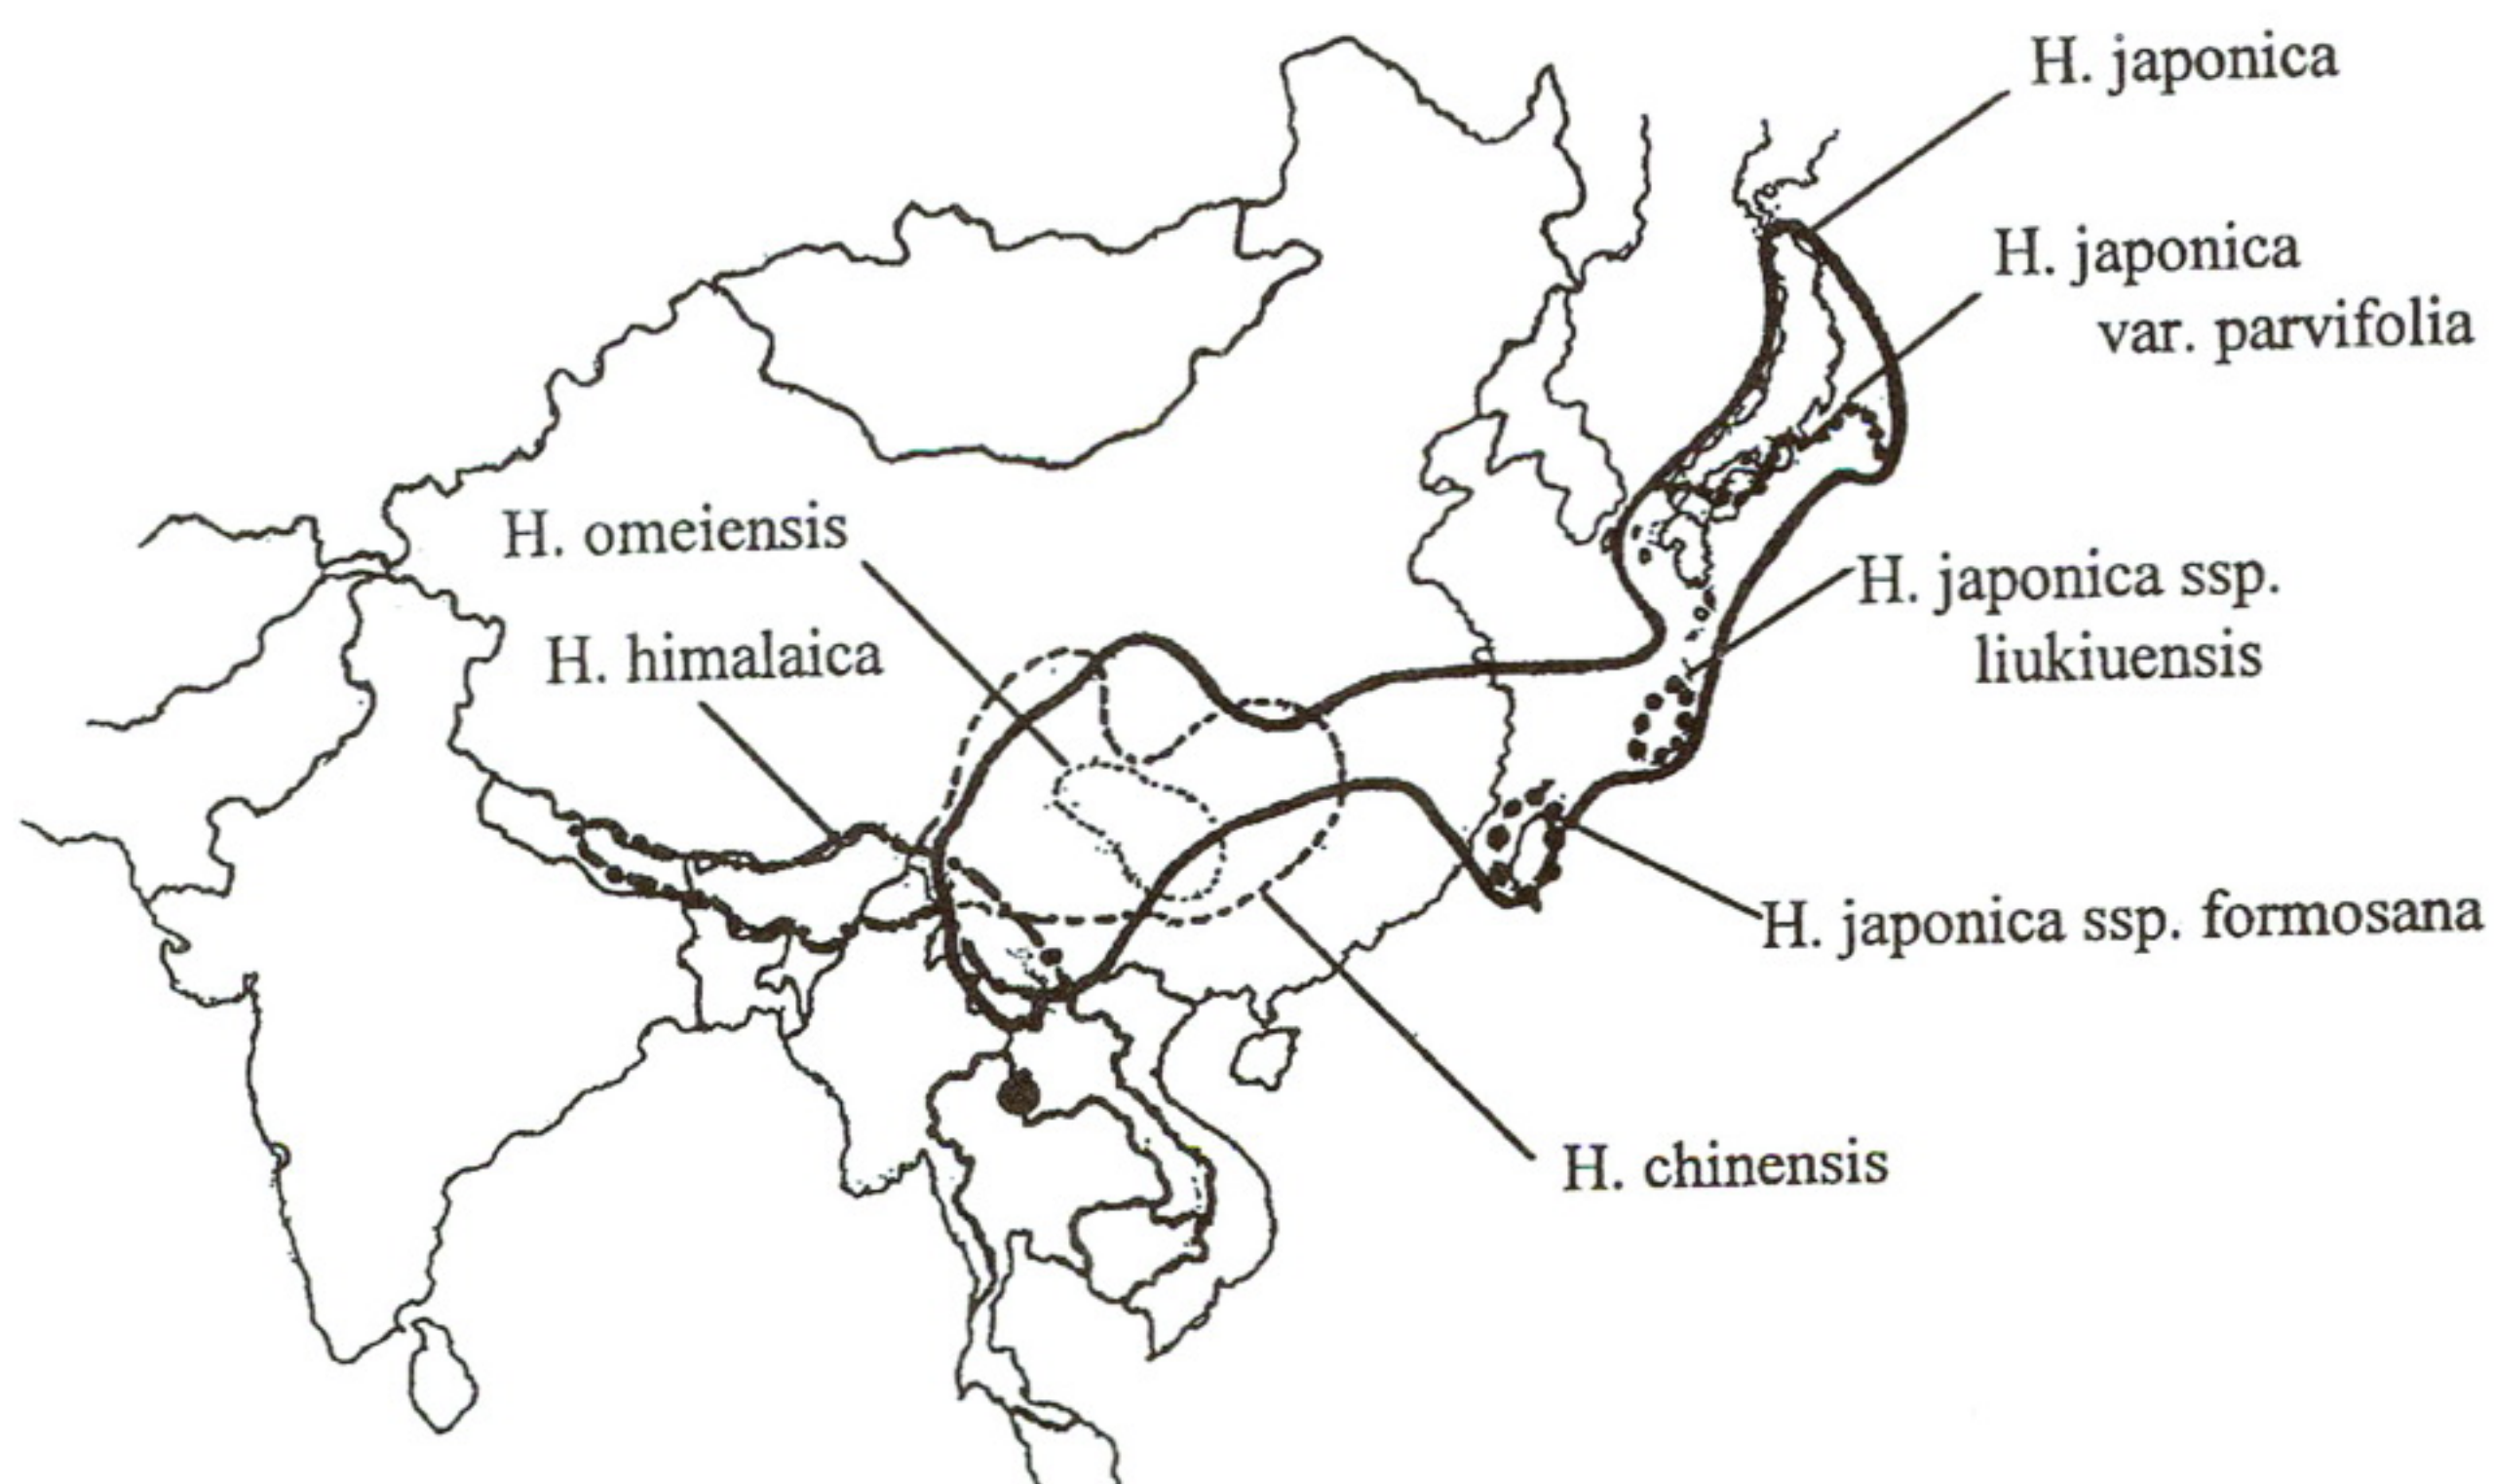 H. japonica
H. japonica
var. parvifolia
H. omeiensis
H. japonica ssp.
liukiuensis
H. himalaica
H. japonica ssp. formosana
H. chinensis